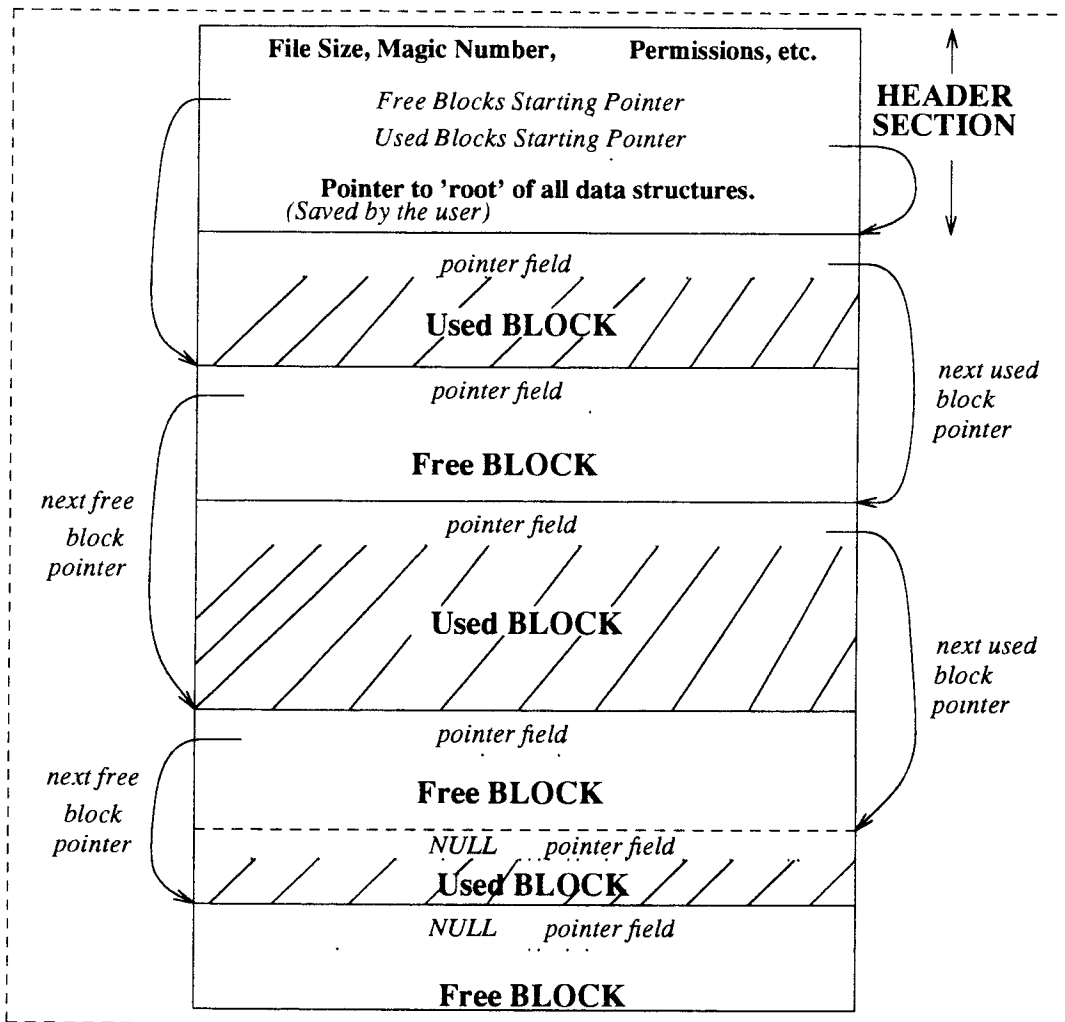 File Size, Magic Number, Permissions, etc.
Free Blocks Starting Pointer
Used Blocks Starting Pointer
Pointer to 'root' of all data structures.
(Saved by the user)
HEADER
SECTION
pointer field
Used BLOCK
pointer field
Free BLOCK
next used
block
pointer
next free
block
pointer
pointer field
Used BLOCK
next used
block
pointer
pointer field
Free BLOCK
next free
block
pointer
NULL pointer field
Used BLOCK
NULL pointer field
Free BLOCK